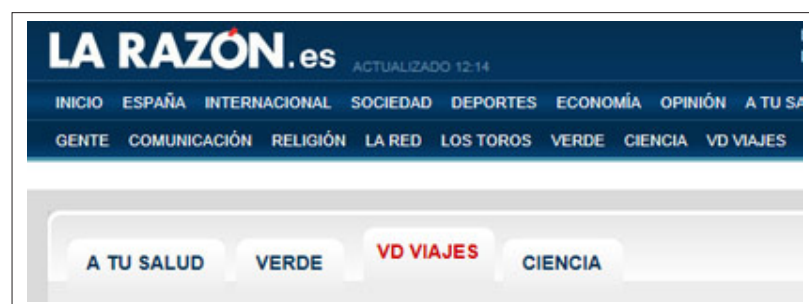 LA RAZÓN.es ACTUALIZADO 12:14
INICIO ESPAÑA INTERNACIONAL SOCIEDAD DEPORTES ECONOMÍA OPINIÓN A TU
GENTE COMUNICACIÓN RELIGIÓN LA RED LOS TOROS VERDE CIENCIA VD VIAJES
A TU SALUD VERDE VD VIAJES CIENCIA